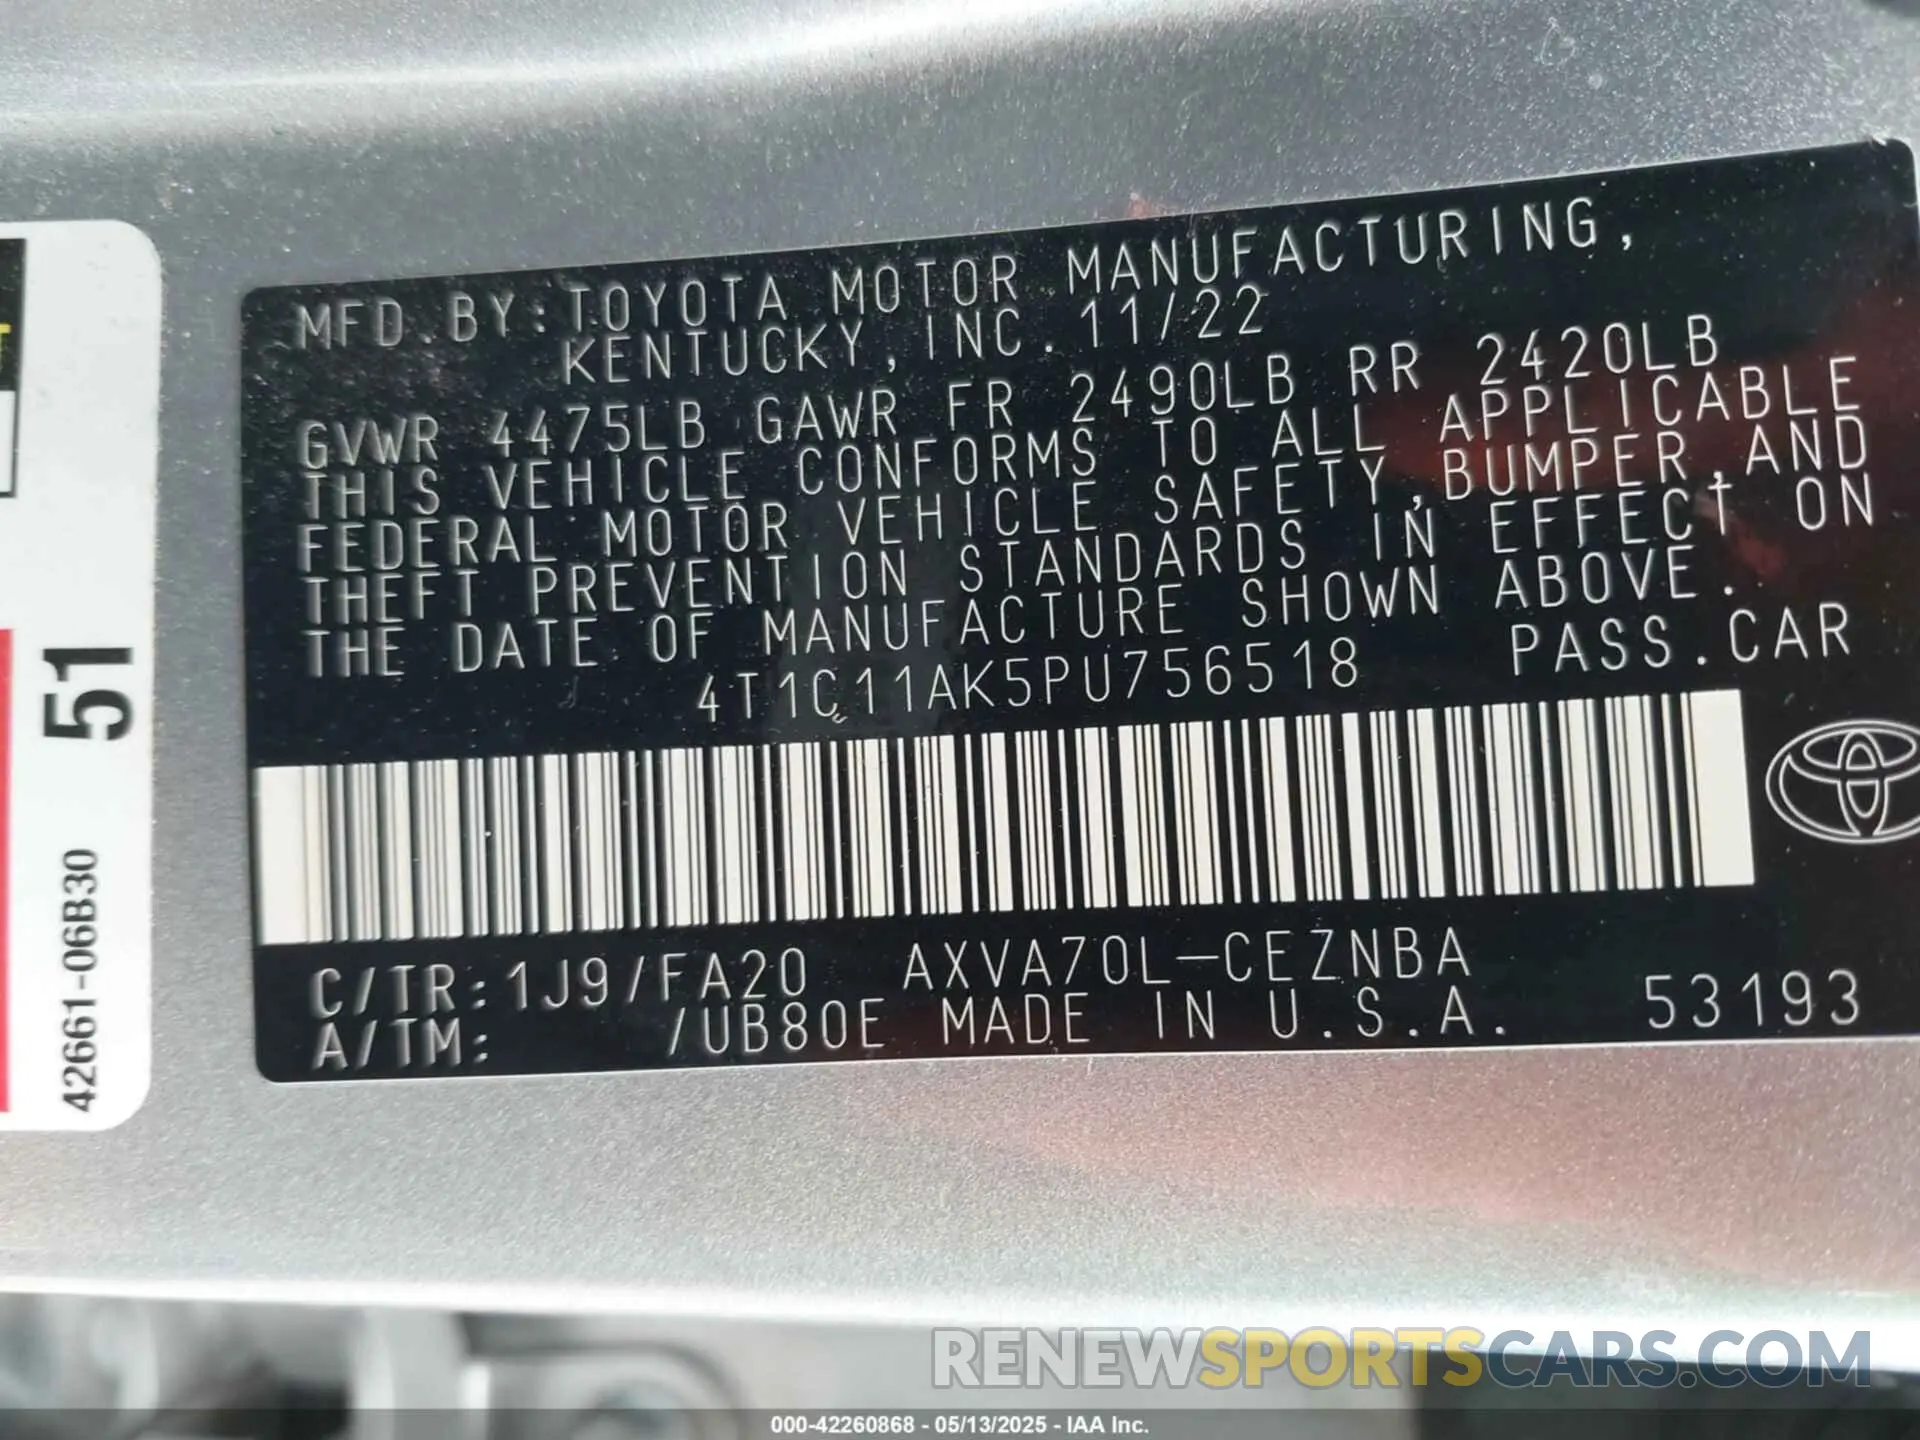 MFD. BY: TOYOTA MOTOR MANUFACTURING,
KENTUCKY, INC. 11/22
GVWR 4475LB GAWR FR 2490LB RR 2420LB
THIS VEHICLE CONFORMS TO ALL APPLICABLE
FEDERAL MOTOR VEHICLE SAFETY, BUMPER, AND
THEFT PREVENTION STANDARDS IN EFFECT ON
THE DATE OF MANUFACTURE SHOWN ABOVE.
4T1C11AK5PU756518 PASS. CAR
C/TR: 1J9/FA20 AXVA70L-CEZNBA
A/TM: /UB80E MADE IN U.S.A. 53193
51
42661-06B30
RENEWSPORTSCARS.COM
000-42260868 - 05/13/2025 - IAA Inc.